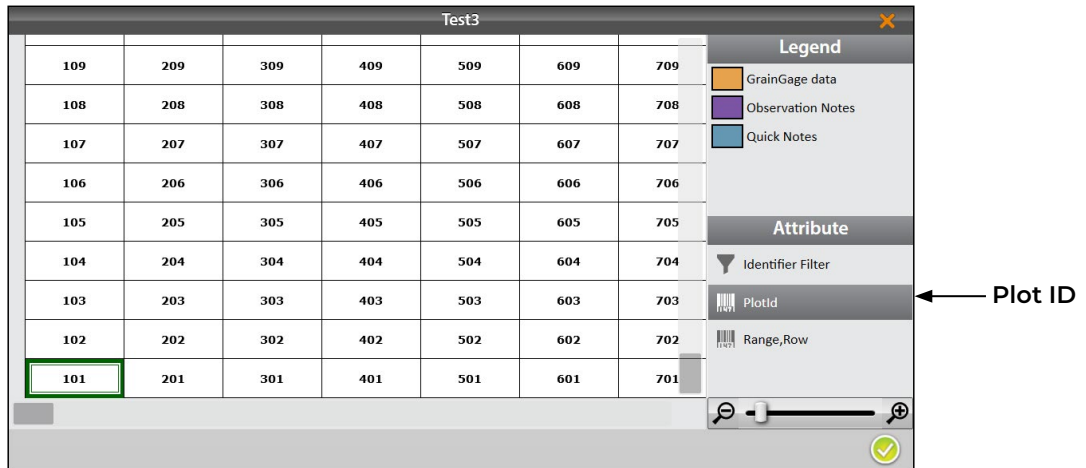 Test3
109 209 309 409 509 609 709
108 208 308 408 508 608 708
107 207 307 407 507 607 707
106 206 306 406 506 606 706
105 205 305 405 505 605 705
104 204 304 404 504 604 704
103 203 303 403 503 603 703
102 202 302 402 502 602 702
101 201 301 401 501 601 701
Legend
GrainGage data
Observation Notes
Quick Notes
Attribute
Identifier Filter
PlotId
Range,Row
Plot ID